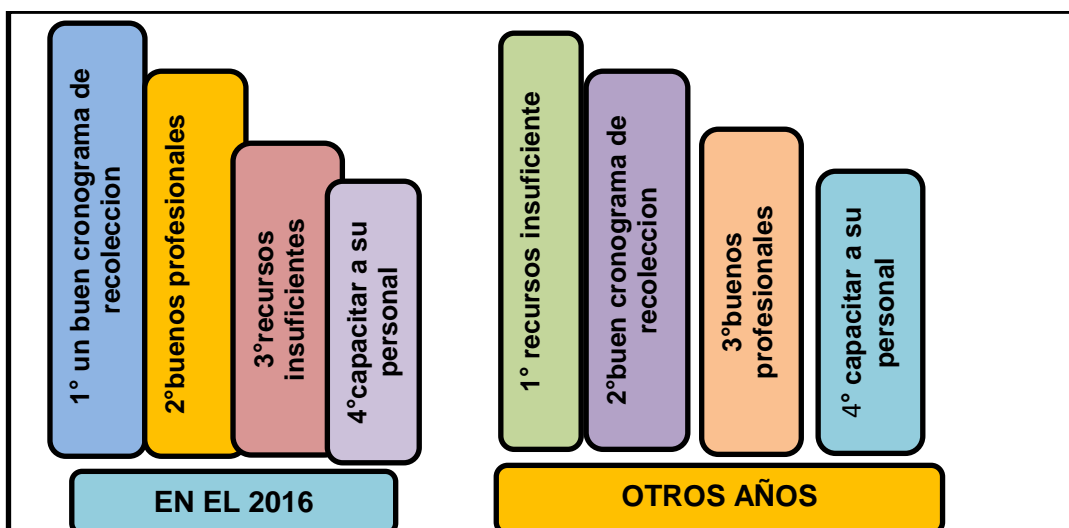 1° un buen cronograma de
recoleccion
2°buenos profesionales
3°recursos
insuficientes
4°capacitar a su
personal
EN EL 2016
1° recursos insuficiente
2°buen cronograma de
recoleccion
3°buenos
profesionales
4° capacitar a su
personal
OTROS AÑOS